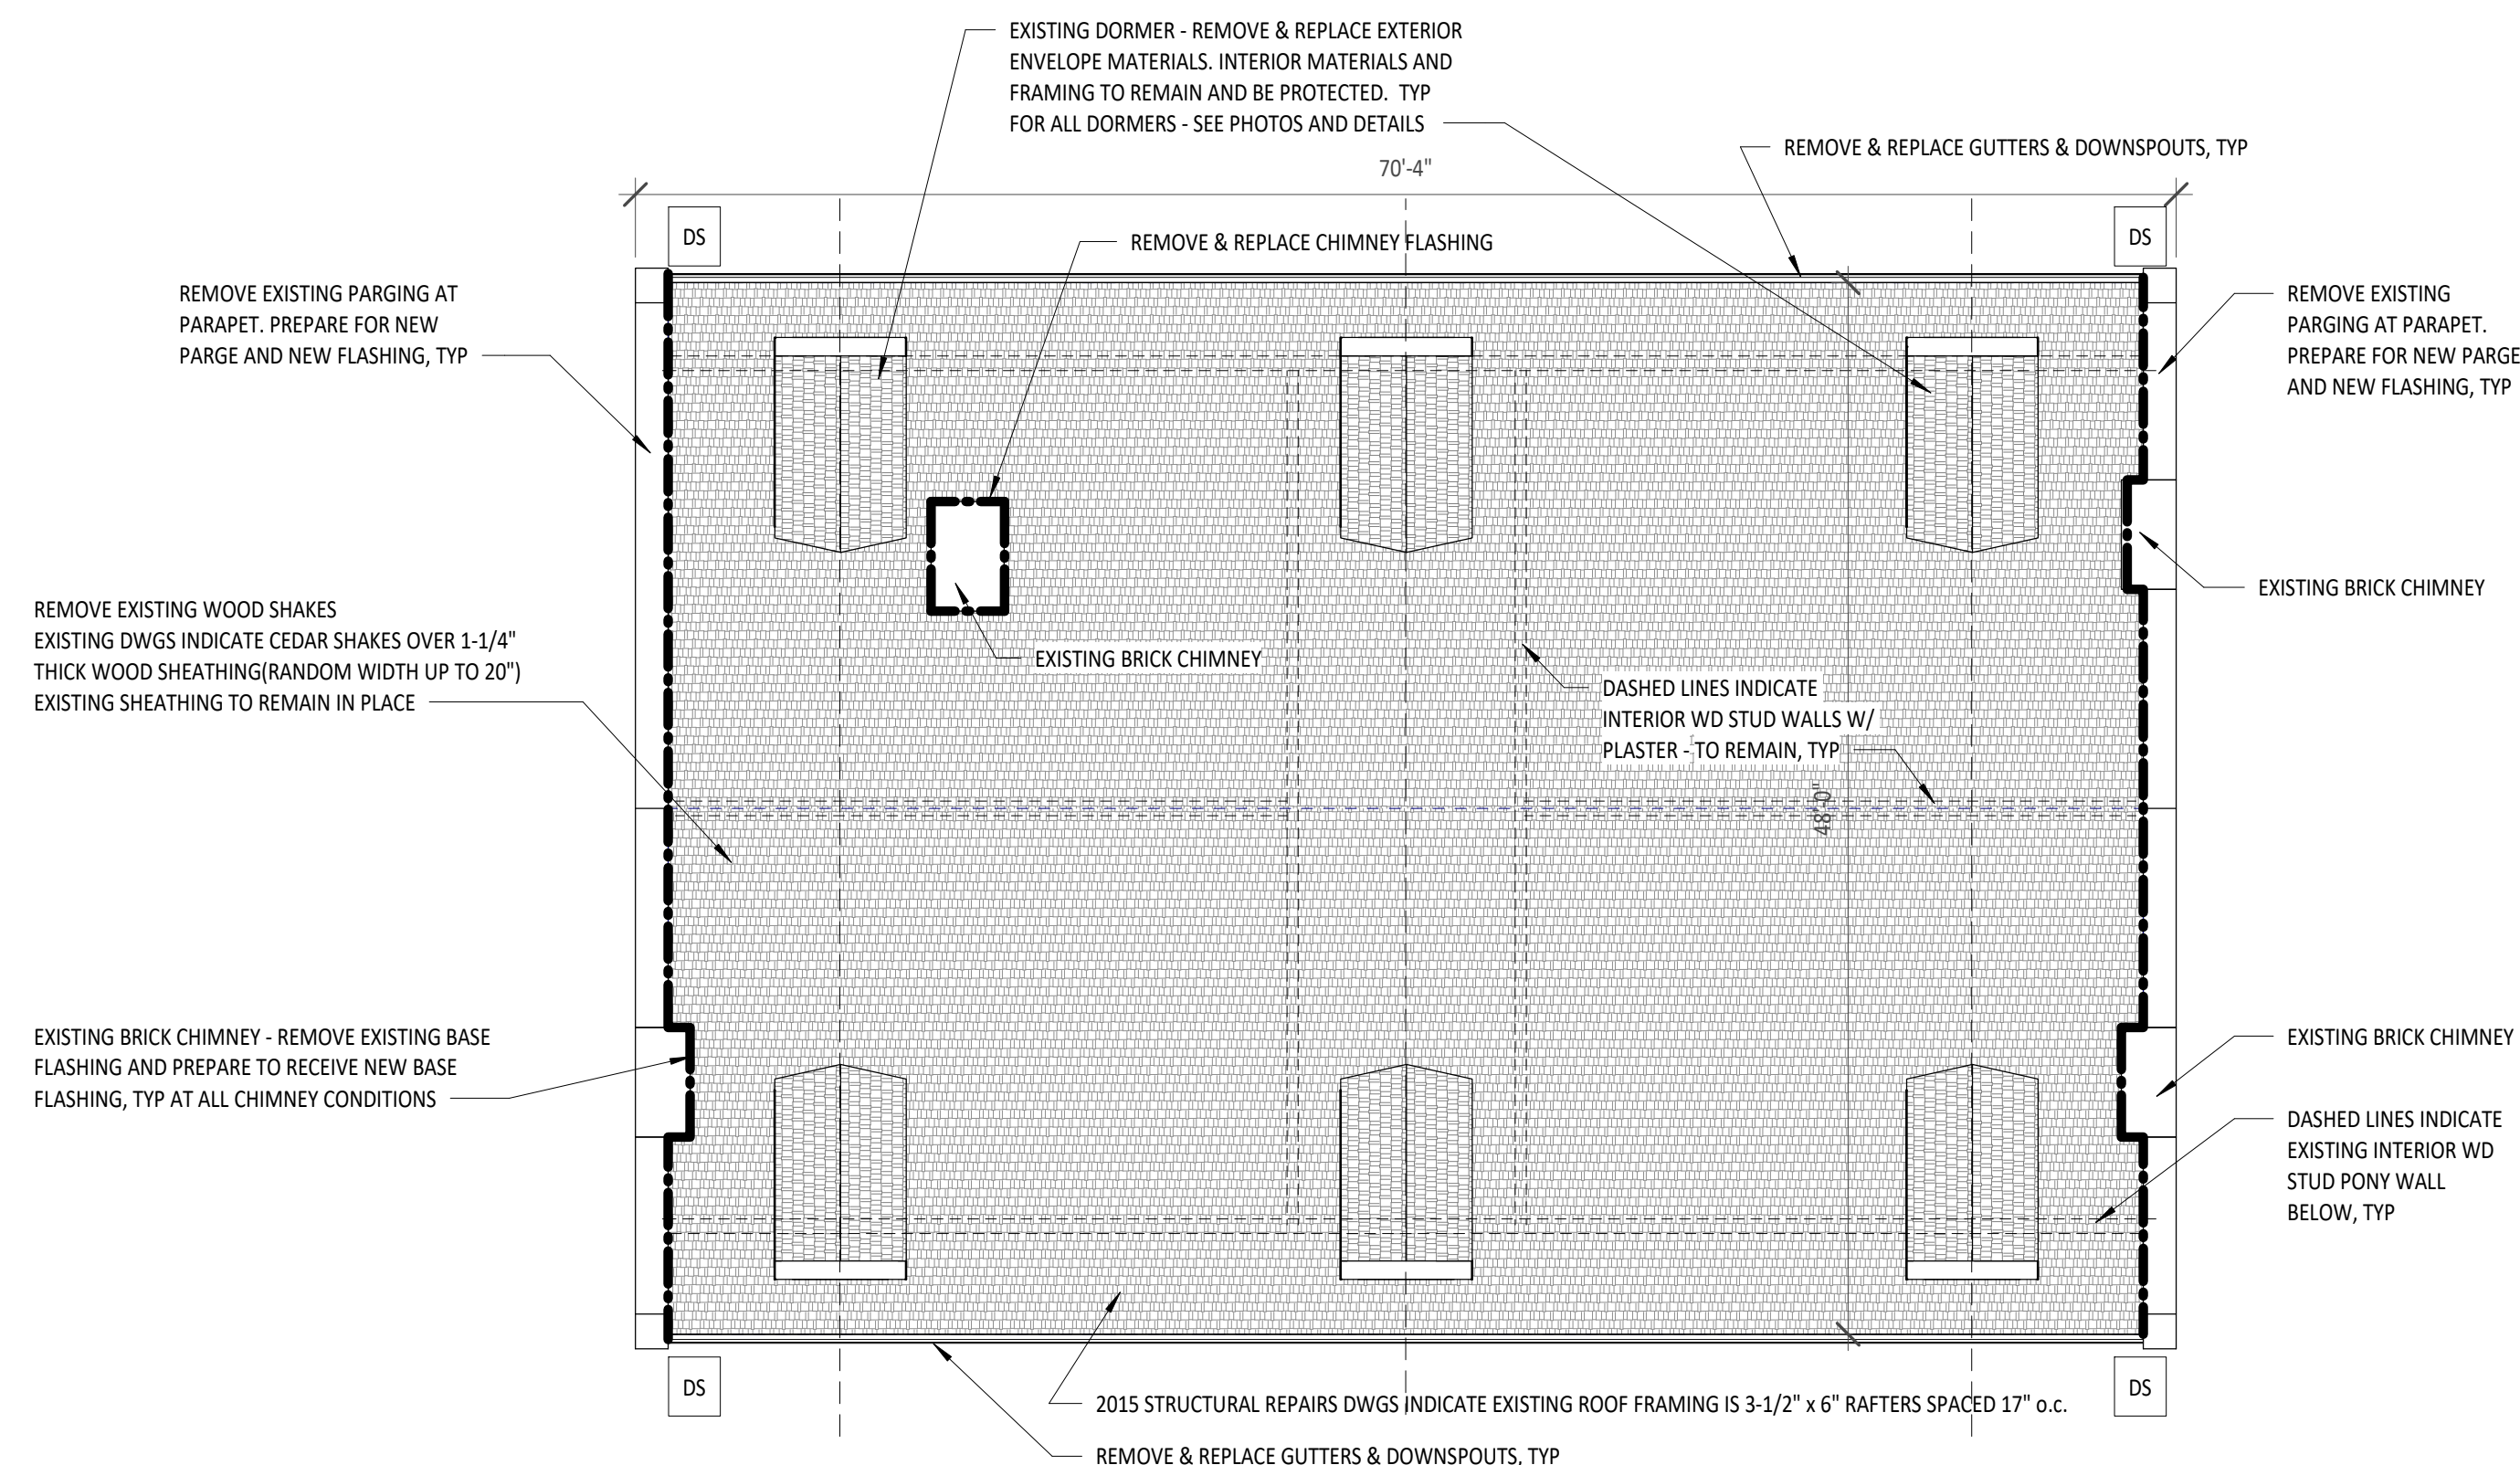 EXISTING DORMER - REMOVE & REPLACE EXTERIOR
ENVELOPE MATERIALS. INTERIOR MATERIALS AND
FRAMING TO REMAIN AND BE PROTECTED. TYP
FOR ALL DORMERS - SEE PHOTOS AND DETAILS
REMOVE & REPLACE GUTTERS & DOWNSPOUTS, TYP
70'-4"
DS
DS
REMOVE & REPLACE CHIMNEY FLASHING
REMOVE EXISTING PARGING AT
PARAPET. PREPARE FOR NEW
PARGE AND NEW FLASHING, TYP
REMOVE EXISTING
PARGING AT PARAPET.
PREPARE FOR NEW PARGE
AND NEW FLASHING, TYP
EXISTING BRICK CHIMNEY
REMOVE EXISTING WOOD SHAKES
EXISTING DWGS INDICATE CEDAR SHAKES OVER 1-1/4"
THICK WOOD SHEATHING(RANDOM WIDTH UP TO 20")
EXISTING SHEATHING TO REMAIN IN PLACE
EXISTING BRICK CHIMNEY
DASHED LINES INDICATE
INTERIOR WD STUD WALLS W/
PLASTER - TO REMAIN, TYP
48'-0"
EXISTING BRICK CHIMNEY - REMOVE EXISTING BASE
FLASHING AND PREPARE TO RECEIVE NEW BASE
FLASHING, TYP AT ALL CHIMNEY CONDITIONS
EXISTING BRICK CHIMNEY
DASHED LINES INDICATE
EXISTING INTERIOR WD
STUD PONY WALL
BELOW, TYP
DS
DS
2015 STRUCTURAL REPAIRS DWGS INDICATE EXISTING ROOF FRAMING IS 3-1/2" x 6" RAFTERS SPACED 17" o.c.
REMOVE & REPLACE GUTTERS & DOWNSPOUTS, TYP